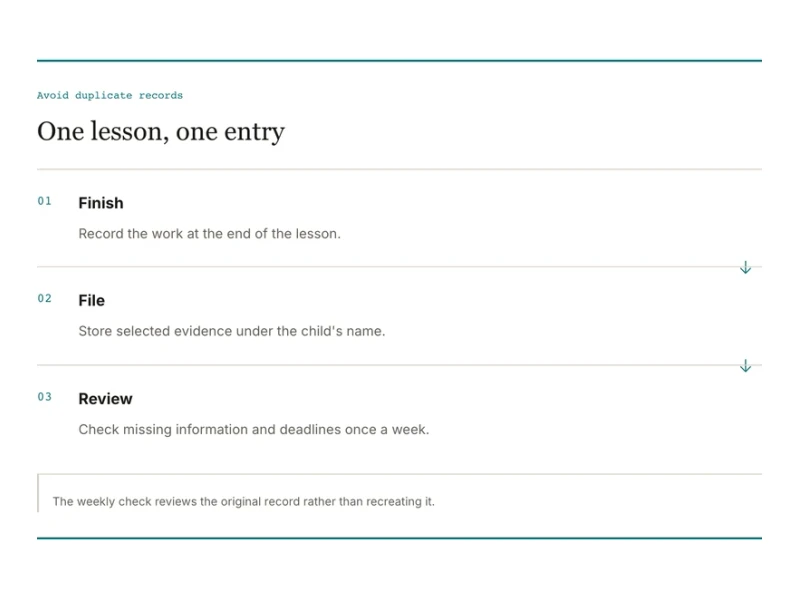 Avoid duplicate records
One lesson, one entry
01
Finish
Record the work at the end of the lesson.
02
File
Store selected evidence under the child's name.
03
Review
Check missing information and deadlines once a week.
The weekly check reviews the original record rather than recreating it.